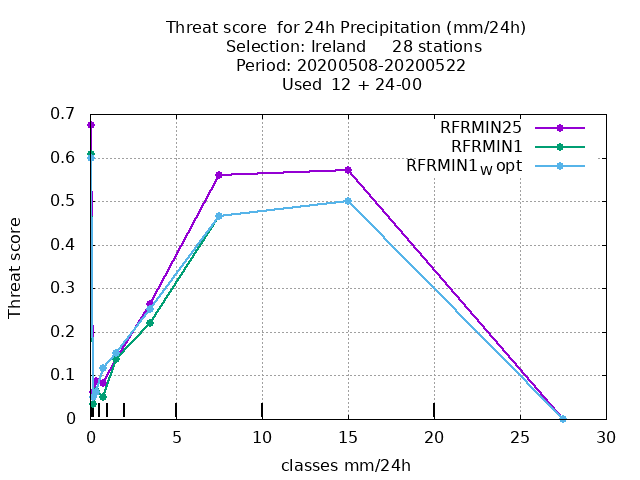 Threat score  for 24h Precipitation (mm/24h)
Selection: Ireland     28 stations
Period: 20200508-20200522
Used  12 + 24-00
RFRMIN25
RFRMIN1
RFRMIN1w opt
0.7
0.6
0.5
0.4
0.3
0.2
0.1
0
Threat score
0 5 10 15 20 25 30
classes mm/24h